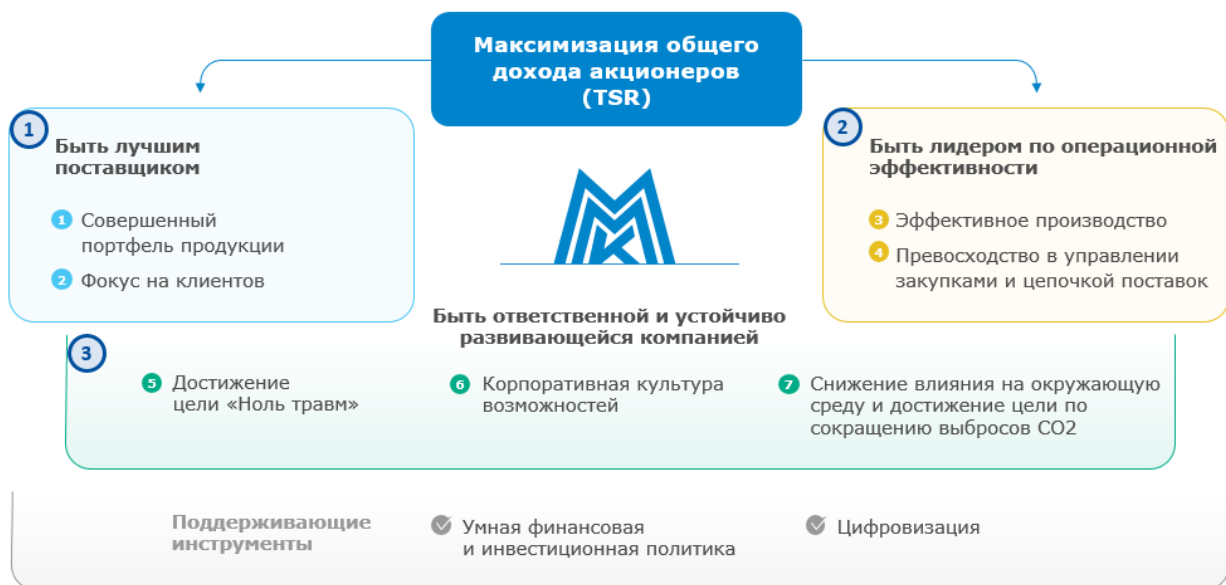 Максимизация общего
дохода акционеров
(TSR)
1
Быть лучшим
поставщиком
1 Совершенный
портфель продукции
2 Фокус на клиентов
ММК
2
Быть лидером по операционной
эффективности
3 Эффективное производство
4 Превосходство в управлении
закупками и цепочкой поставок
Быть ответственной и устойчиво
развивающейся компанией
3
5 Достижение
цели «Ноль травм»
6 Корпоративная культура
возможностей
7 Снижение влияния на окружающую
среду и достижение цели по
сокращению выбросов СО2
Поддерживающие
инструменты
Умная финансовая
и инвестиционная политика
Цифровизация